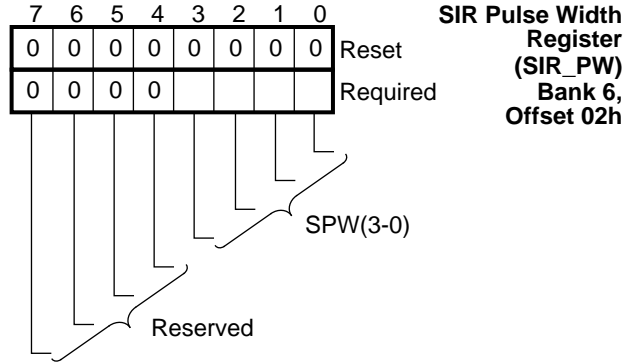 7 6 5 4 3 2 1 0
0 0 0 0 0 0 0 0 Reset
0 0 0 0 Required
SIR Pulse Width
Register
(SIR_PW)
Bank 6,
Offset 02h
SPW(3-0)
Reserved